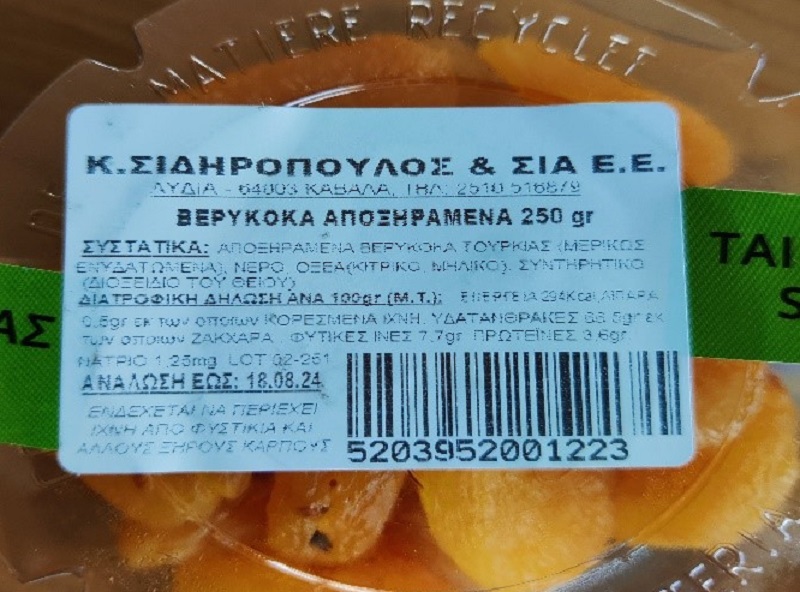 MATIERE RECYCLEE
Κ.ΣΙΔΗΡΟΠΟΥΛΟΣ & ΣΙΑ Ε.Ε.
ΛΥΔΙΑ - 64003 ΚΑΒΑΛΑ, ΤΗΛ: 2510 516879
ΒΕΡΥΚΟΚΑ ΑΠΟΞΗΡΑΜΕΝΑ 250 gr
ΣΥΣΤΑΤΙΚΑ: ΑΠΟΞΗΡΑΜΕΝΑ ΒΕΡΥΚΟΚΑ ΤΟΥΡΚΙΑΣ (ΜΕΡΙΚΩΣ
ΕΝΥΔΑΤΩΜΕΝΑ), ΝΕΡΟ, ΟΞΕΑ(ΚΙΤΡΙΚΟ, ΜΗΛΙΚΟ), ΣΥΝΤΗΡΗΤΙΚΟ
(ΔΙΟΞΕΙΔΙΟ ΤΟΥ ΘΕΙΟΥ)
ΔΙΑΤΡΟΦΙΚΗ ΔΗΛΩΣΗ ΑΝΑ 100gr (Μ.Τ.): ΕΝΕΡΓΕΙΑ 294Kcal, ΛΙΠΑΡΑ
0.5gr εκ των οποίων ΚΟΡΕΣΜΕΝΑ ΙΧΝΗ, ΥΔΑΤΑΝΘΡΑΚΕΣ 66.5gr εκ
των οποίων ΖΑΚΧΑΡΑ , ΦΥΤΙΚΕΣ ΙΝΕΣ 7.7gr, ΠΡΩΤΕΪΝΕΣ 3.6gr,
ΝΑΤΡΙΟ 1.25mg LOT 02-251
ΑΝΑΛΩΣΗ ΕΩΣ: 18.08.24
ΕΝΔΕΧΕΤΑΙ ΝΑ ΠΕΡΙΕΧΕΙ
ΙΧΝΗ ΑΠΟ ΦΥΣΤΙΚΙΑ ΚΑΙ
ΑΛΛΟΥΣ ΞΗΡΟΥΣ ΚΑΡΠΟΥΣ
5203952001223
ΑΣ
ΤΑΙ
S